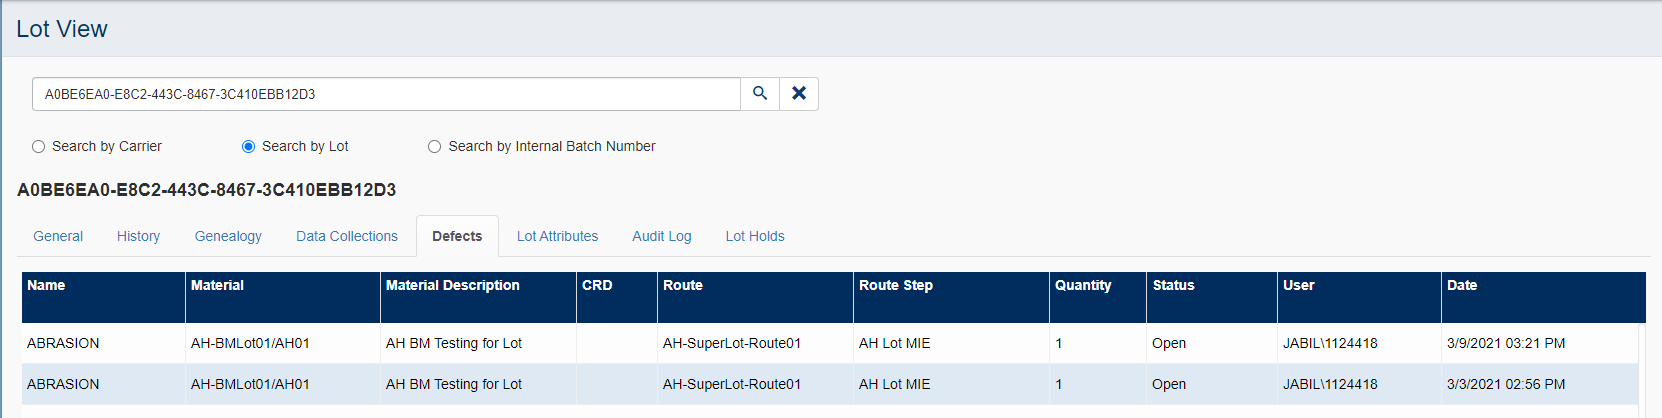 Lot View
A0BE6EA0-E8C2-443C-8467-3C410EBB12D3
Search by Carrier Search by Lot Search by Internal Batch Number
A0BE6EA0-E8C2-443C-8467-3C410EBB12D3
General History Genealogy Data Collections Defects Lot Attributes Audit Log Lot Holds
Name Material Material Description CRD Route Route Step Quantity Status User Date
ABRASION AH-BMLot01/AH01 AH BM Testing for Lot AH-SuperLot-Route01 AH Lot MIE 1 Open JABIL\1124418 3/9/2021 03:21 PM
ABRASION AH-BMLot01/AH01 AH BM Testing for Lot AH-SuperLot-Route01 AH Lot MIE 1 Open JABIL\1124418 3/3/2021 02:56 PM